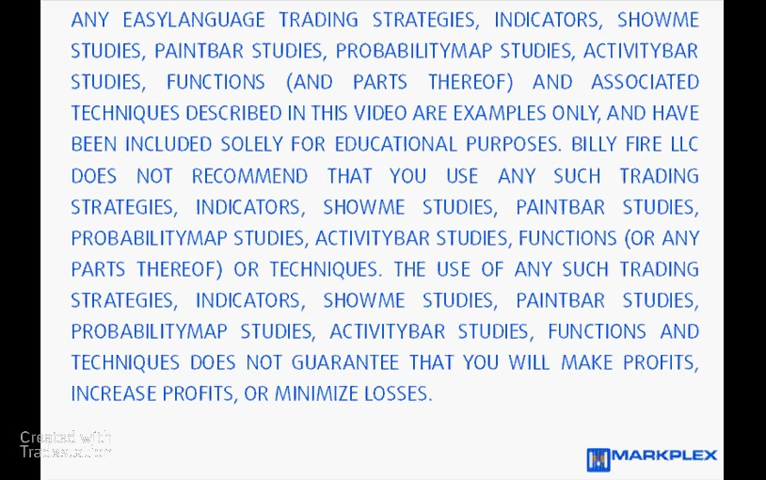 ANY EASYLANGUAGE TRADING STRATEGIES, INDICATORS, SHOWME
STUDIES, PAINTBAR STUDIES, PROBABILITYMAP STUDIES, ACTIVITYBAR
STUDIES, FUNCTIONS (AND PARTS THEREOF) AND ASSOCIATED
TECHNIQUES DESCRIBED IN THIS VIDEO ARE EXAMPLES ONLY, AND HAVE
BEEN INCLUDED SOLELY FOR EDUCATIONAL PURPOSES. BILLY FIRE LLC
DOES NOT RECOMMEND THAT YOU USE ANY SUCH TRADING
STRATEGIES, INDICATORS, SHOWME STUDIES, PAINTBAR STUDIES,
PROBABILITYMAP STUDIES, ACTIVITYBAR STUDIES, FUNCTIONS (OR ANY
PARTS THEREOF) OR TECHNIQUES. THE USE OF ANY SUCH TRADING
STRATEGIES, INDICATORS, SHOWME STUDIES, PAINTBAR STUDIES,
PROBABILITYMAP STUDIES, ACTIVITYBAR STUDIES, FUNCTIONS AND
TECHNIQUES DOES NOT GUARANTEE THAT YOU WILL MAKE PROFITS,
INCREASE PROFITS, OR MINIMIZE LOSSES.
Created with
MARKPLEX